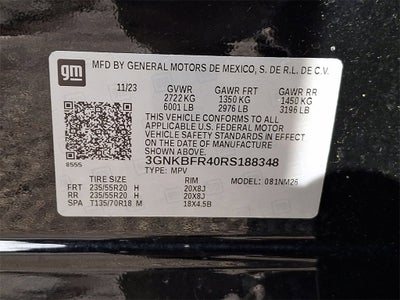 gm
MFD BY GENERAL MOTORS DE MEXICO, S. DE R.L. DE C.V.
11/23 GVWR GAWR FRT GAWR RR
2722 KG 1350 KG 1450 KG
6001 LB 2976 LB 3196 LB
THIS VEHICLE CONFORMS TO ALL
APPLICABLE U.S. FEDERAL MOTOR
VEHICLE SAFETY STANDARDS IN EFFECT
ON THE DATE OF MANUFACTURE
SHOWN ABOVE.
3GNKBFR40RS188348
TYPE: MPV MODEL: 081NM26
TIRE SIZE RIM
FRT 235/55R20 H 20X8J
RR 235/55R20 H 20X8J
SPA T135/70R18 M 18X4.5B